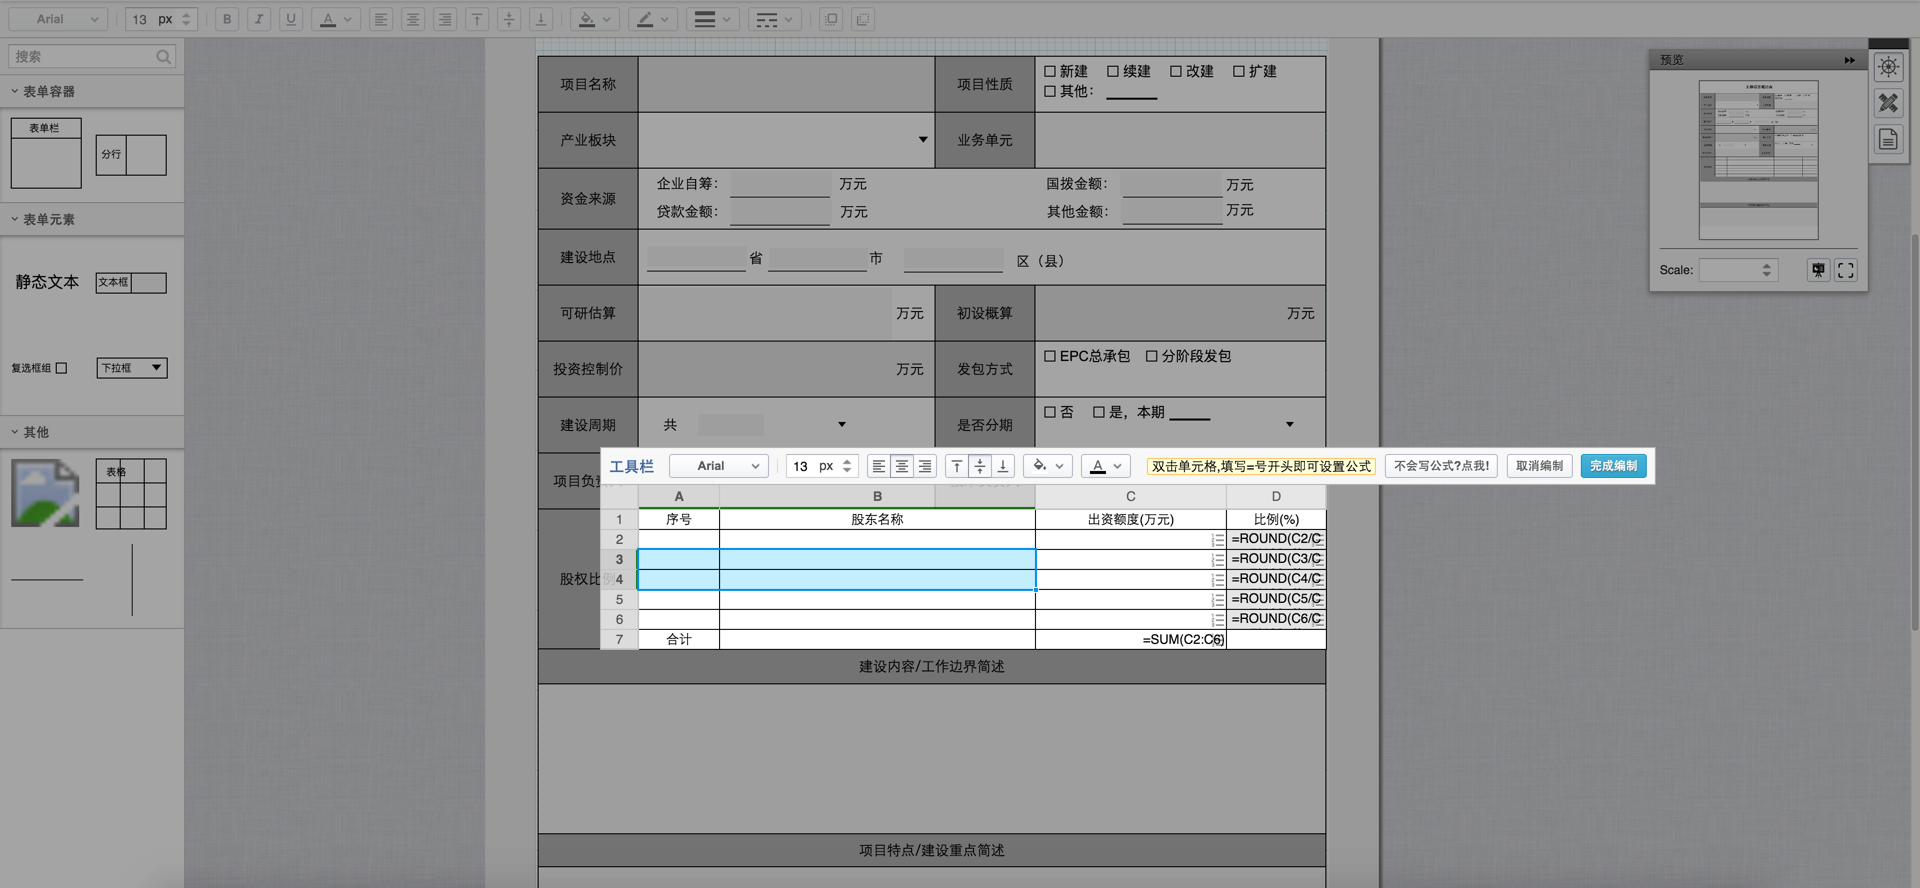 Arial 13 px B I U A
搜索
表单容器
表单栏
分行
表单元素
静态文本 文本框
复选框组 下拉框
其他
表格
项目名称 项目性质 新建 续建 改建 扩建
其他：
产业板块 业务单元
资金来源 企业自筹： 万元 国拨金额： 万元
贷款金额： 万元 其他金额： 万元
建设地点 省 市 区（县）
可研估算 万元 初设概算 万元
投资控制价 万元 发包方式 EPC总承包 分阶段发包
建设周期 共 是否分期 否 是，本期
工具栏 Arial 13 px A 双击单元格,填写=号开头即可设置公式 不会写公式?点我! 取消编制 完成编制
项目负
A B C D
1 序号 股东名称 出资额度(万元) 比例(%)
2 =ROUND(C2/C
3 =ROUND(C3/C
股权比例 4 =ROUND(C4/C
5 =ROUND(C5/C
6 =ROUND(C6/C
7 合计 =SUM(C2:C6)
建设内容/工作边界简述
项目特点/建设重点简述
预览
Scale: